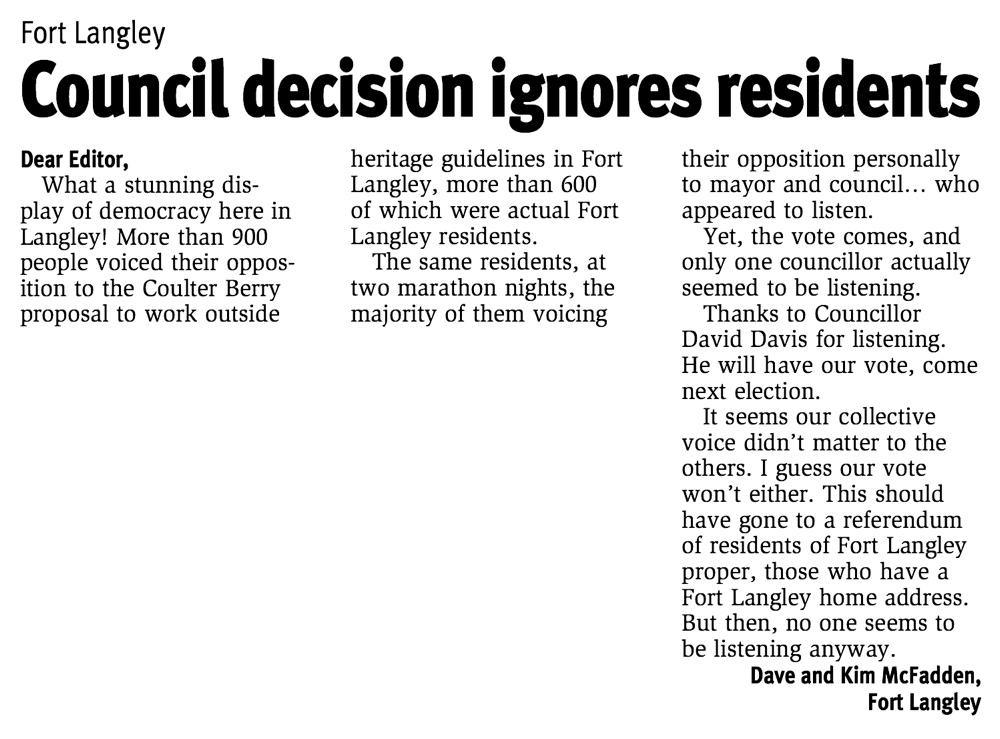 Fort Langley
Council decision ignores residents
Dear Editor,
What a stunning dis-
play of democracy here in
Langley! More than 900
people voiced their oppos-
ition to the Coulter Berry
proposal to work outside
heritage guidelines in Fort
Langley, more than 600
of which were actual Fort
Langley residents.
The same residents, at
two marathon nights, the
majority of them voicing
their opposition personally
to mayor and council… who
appeared to listen.
Yet, the vote comes, and
only one councillor actually
seemed to be listening.
Thanks to Councillor
David Davis for listening.
He will have our vote, come
next election.
It seems our collective
voice didn’t matter to the
others. I guess our vote
won’t either. This should
have gone to a referendum
of residents of Fort Langley
proper, those who have a
Fort Langley home address.
But then, no one seems to
be listening anyway.
Dave and Kim McFadden,
Fort Langley